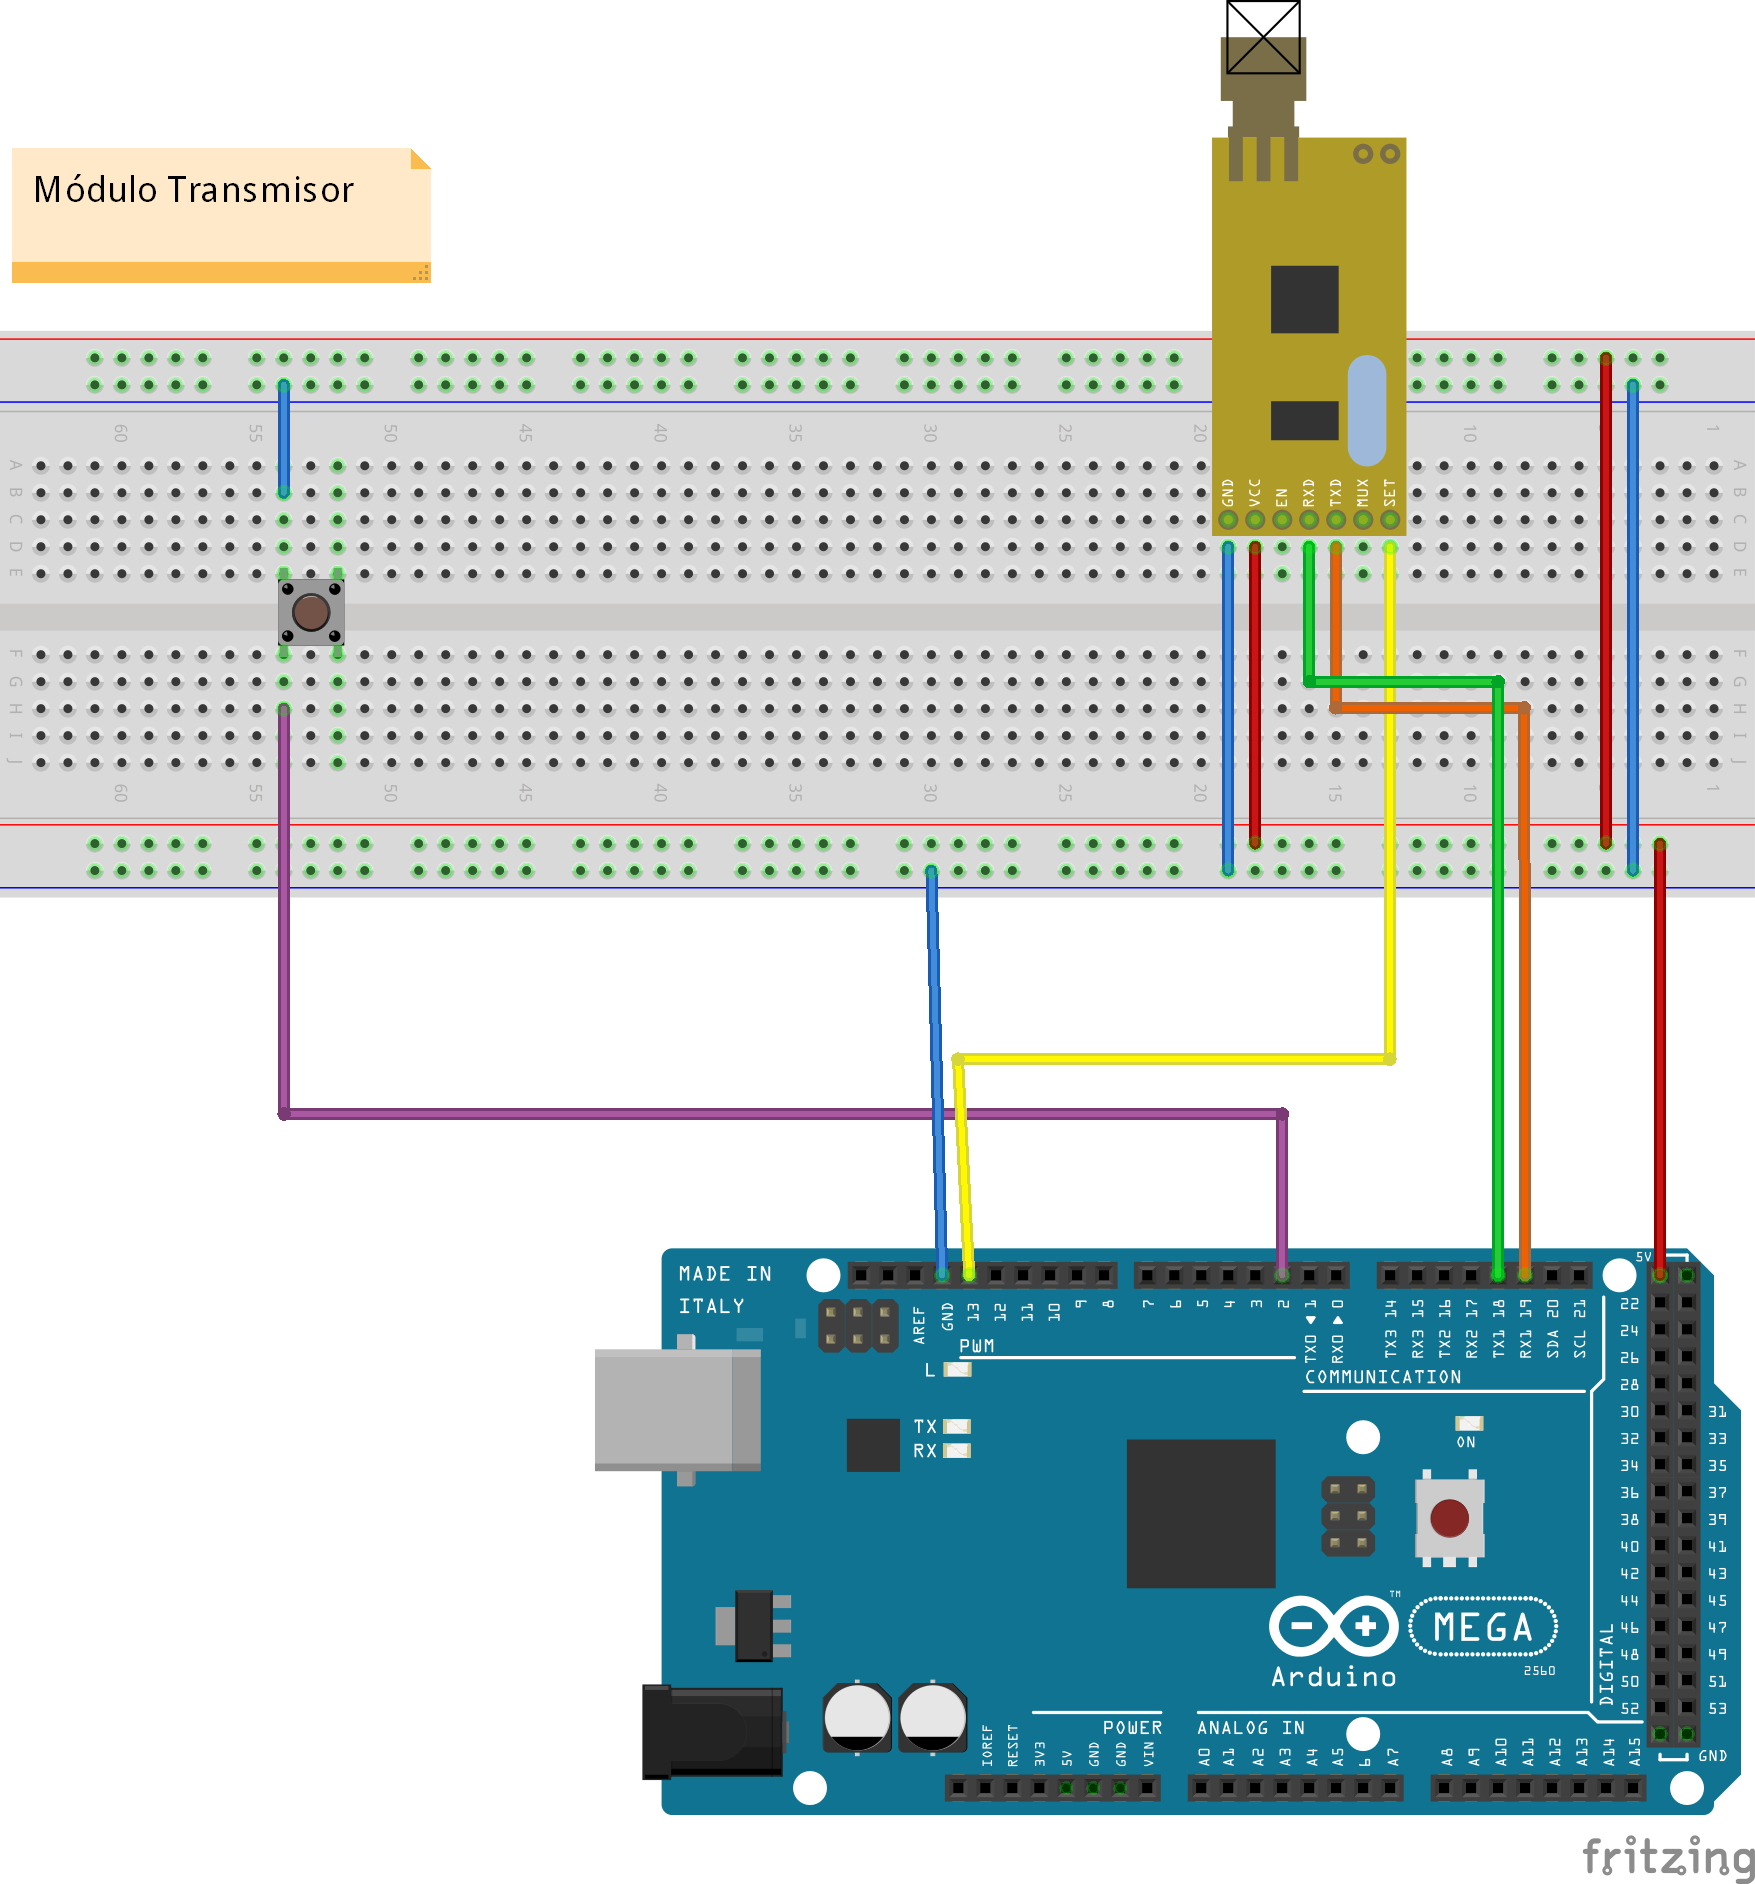 Módulo Transmisor
60 55 50 45 40 35 30 25 20 10 1
A A
B B
C C
D D
E E
GND VCC EN RXD TXD MUX SET
F F
G G
H H
I I
J J
60 55 50 45 40 35 30 25 20 15 10 1
MADE IN
ITALY
AREF GND 13 12 11 10 9 8 7 6 5 4 3 2 TX0 1 RX0 0 TX3 14 RX3 15 TX2 16 RX2 17 TX1 18 RX1 19 SDA 20 SCL 21
PWM
COMMUNICATION
L
TX
RX
ON
5V
22
24
26
28
30 31
32 33
34 35
36 37
38 39
40 41
42 43
44 45
46 47
48 49
50 51
52 53
GND
DIGITAL
TM
MEGA
2560
Arduino
POWER
ANALOG IN
IOREF RESET 3V3 5V GND GND VIN A0 A1 A2 A3 A4 A5 6 A7 A8 A9 A10 A11 A12 A13 A14 A15
fritzing